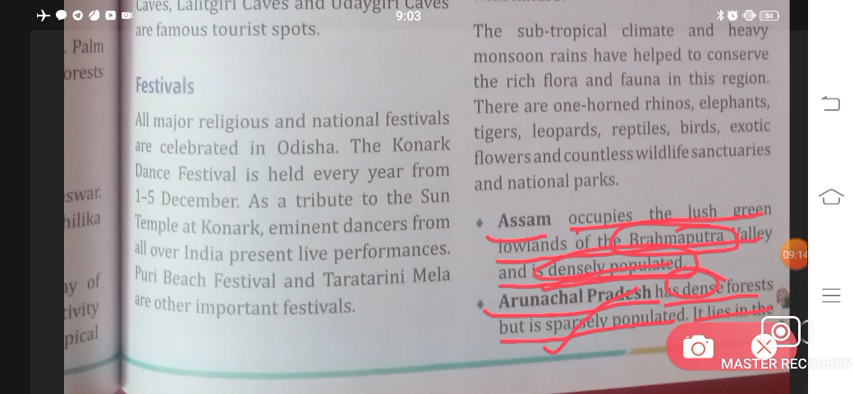 9:03
50
Caves, Lalitgiri Caves and Udaygiri Caves
are famous tourist spots.
. Palm
orests
swar.
hilika
ay of
tivity
pical
Festivals
All major religious and national festivals
are celebrated in Odisha. The Konark
Dance Festival is held every year from
1-5 December. As a tribute to the Sun
Temple at Konark, eminent dancers from
all over India present live performances.
Puri Beach Festival and Taratarini Mela
are other important festivals.
The sub-tropical climate and heavy
monsoon rains have helped to conserve
the rich flora and fauna in this region.
There are one-horned rhinos, elephants,
tigers, leopards, reptiles, birds, exotic
flowers and countless wildlife sanctuaries
and national parks.
Assam occupies the lush green
lowlands of the Brahmaputra Valley
and is densely populated.
Arunachal Pradesh has dense forests
but is sparsely populated. It lies in the
09:14
MASTER RECORDER